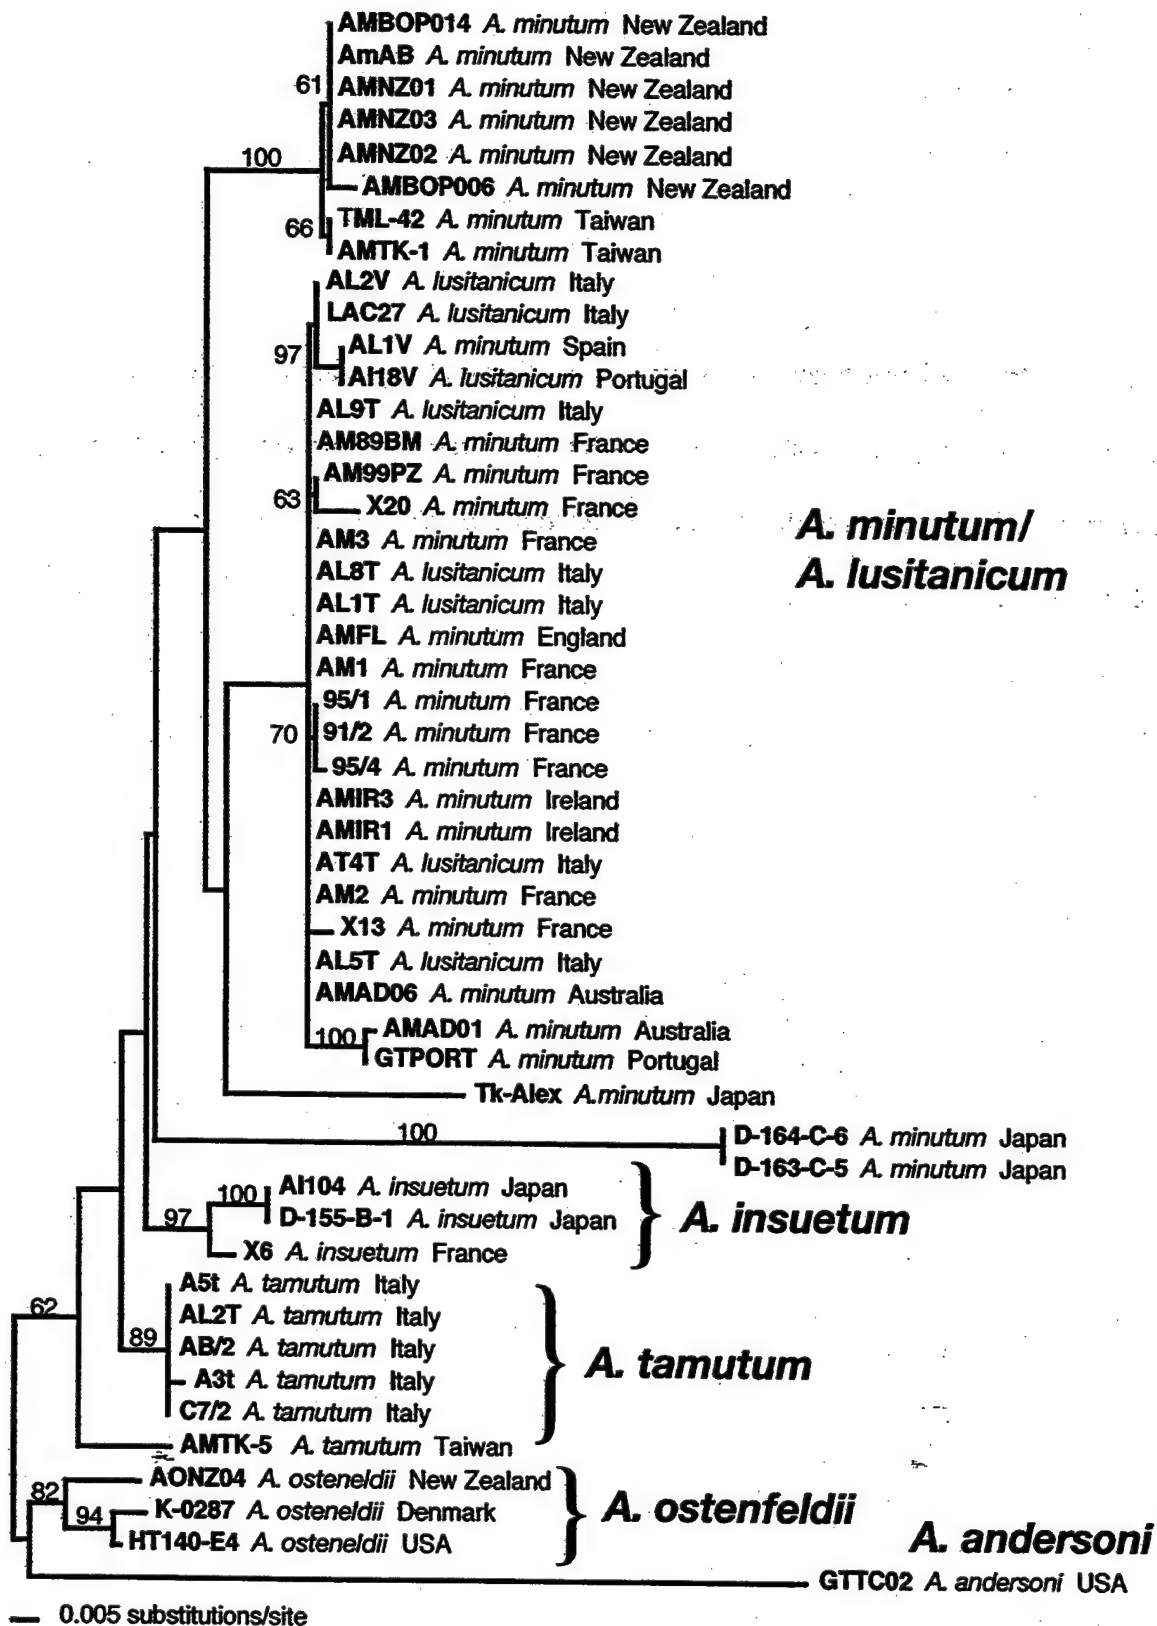 AMBOP014 A. minutum New Zealand
AmAB A. minutum New Zealand
61
AMNZ01 A. minutum New Zealand
AMNZ03 A. minutum New Zealand
100
AMNZ02 A. minutum New Zealand
AMBOP006 A. minutum New Zealand
TML-42 A. minutum Taiwan
66
AMTK-1 A. minutum Taiwan
AL2V A. lusitanicum Italy
LAC27 A. lusitanicum Italy
97
AL1V A. minutum Spain
Al18V A. lusitanicum Portugal
AL9T A. lusitanicum Italy
AM89BM A. minutum France
AM99PZ A. minutum France
63
X20 A. minutum France
A. minutum/
A. lusitanicum
AM3 A. minutum France
AL8T A. lusitanicum Italy
AL1T A. lusitanicum Italy
AMFL A. minutum England
AM1 A. minutum France
95/1 A. minutum France
70
91/2 A. minutum France
95/4 A. minutum France
AMIR3 A. minutum Ireland
AMIR1 A. minutum Ireland
AT4T A. lusitanicum Italy
AM2 A. minutum France
X13 A. minutum France
AL5T A. lusitanicum Italy
AMAD06 A. minutum Australia
100
AMAD01 A. minutum Australia
GTPORT A. minutum Portugal
Tk-Alex A.minutum Japan
100
D-164-C-6 A. minutum Japan
D-163-C-5 A. minutum Japan
100
AI104 A. insuetum Japan
97
D-155-B-1 A. insuetum Japan
A. insuetum
X6 A. insuetum France
A5t A. tamutum Italy
62
AL2T A. tamutum Italy
89
AB/2 A. tamutum Italy
A. tamutum
A3t A. tamutum Italy
C7/2 A. tamutum Italy
AMTK-5 A. tamutum Taiwan
82
AONZ04 A. osteneldii New Zealand
94
K-0287 A. osteneldii Denmark
A. ostenfeldii
HT140-E4 A. osteneldii USA
A. andersoni
GTTC02 A. andersoni USA
0.005 substitutions/site